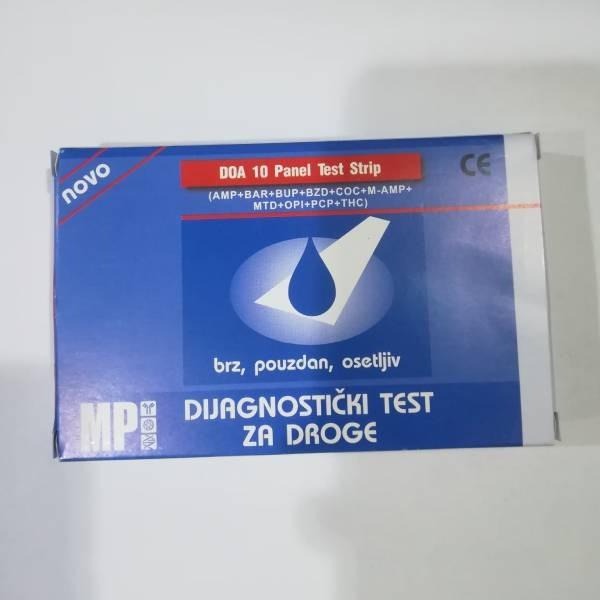 novo
DOA 10 Panel Test Strip
(AMP+BAR+BUP+BZD+COC+M-AMP+
MTD+OPI+PCP+THC)
CE
brz, pouzdan, osetljiv
MP
DIJAGNOSTIČKI TEST
ZA DROGE